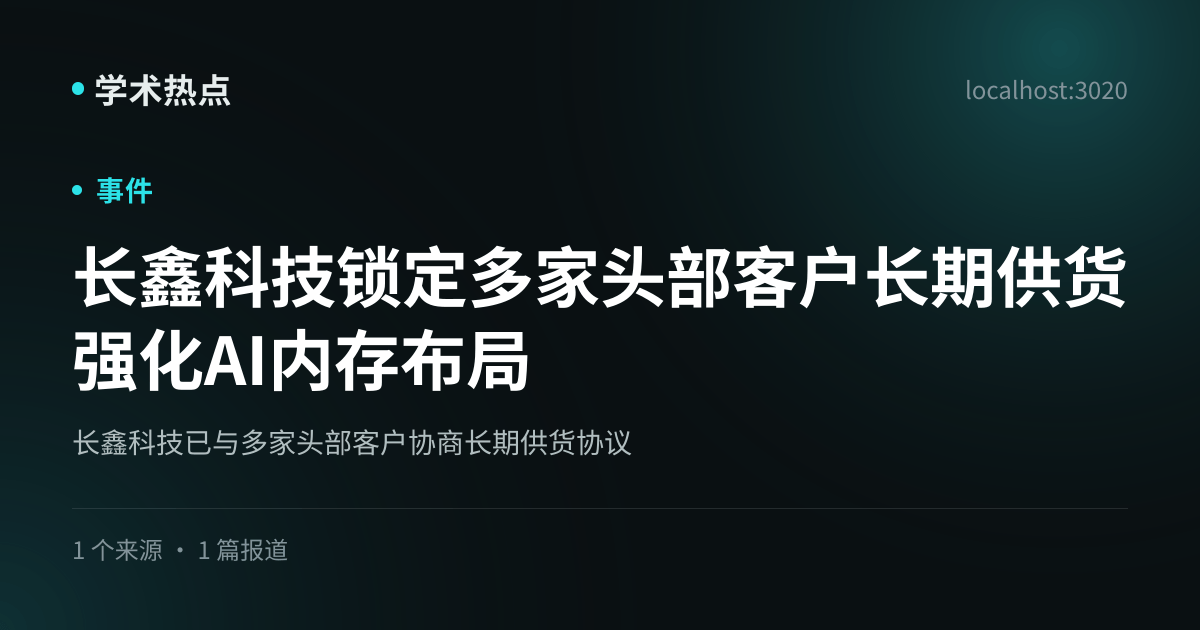 学术热点
localhost:3020
事件
长鑫科技锁定多家头部客户长期供货
强化AI内存布局
长鑫科技已与多家头部客户协商长期供货协议
1 个来源 · 1 篇报道